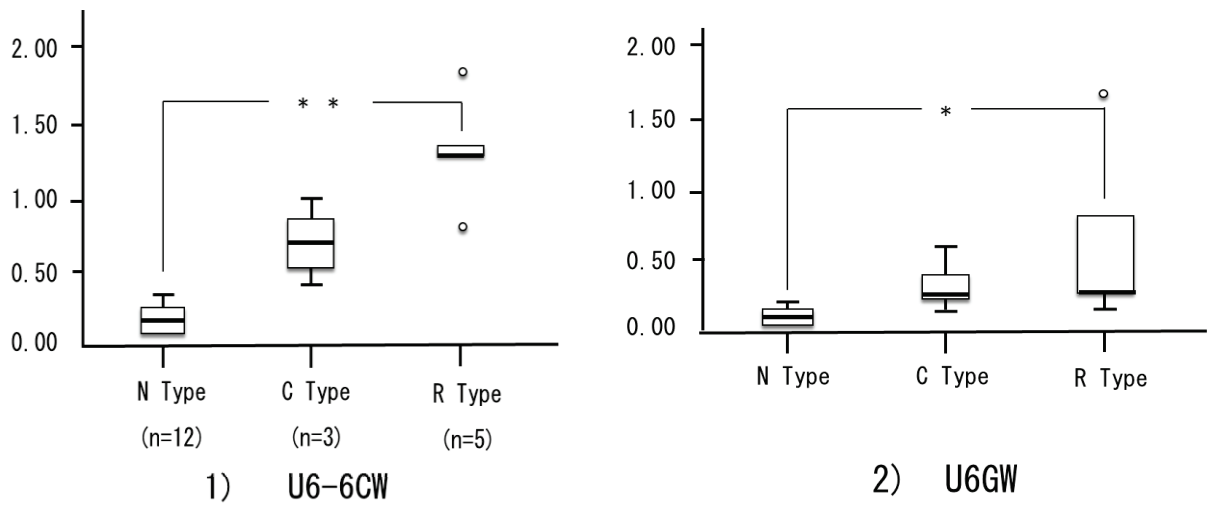 2.00
1.50
1.00
0.50
0.00
* *
N Type
C Type
R Type
(n=12)
(n=3)
(n=5)
1) U6-6CW
2.00
1.50
1.00
0.50
0.00
*
N Type
C Type
R Type
2) U6GW